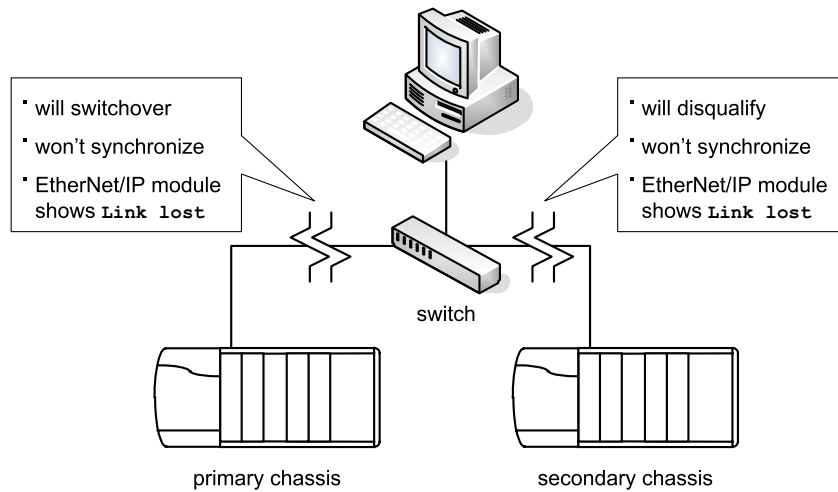 ▪ will switchover
▪ won't synchronize
▪ EtherNet/IP module
shows Link lost
▪ will disqualify
▪ won't synchronize
▪ EtherNet/IP module
shows Link lost
switch
primary chassis
secondary chassis